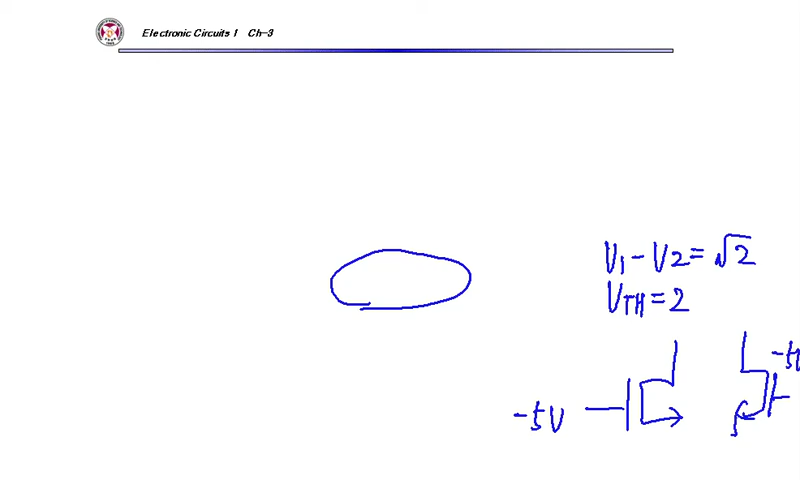 Electronic Circuits 1 Ch-3
V1 - V2 = √2
VTH = 2
-5V